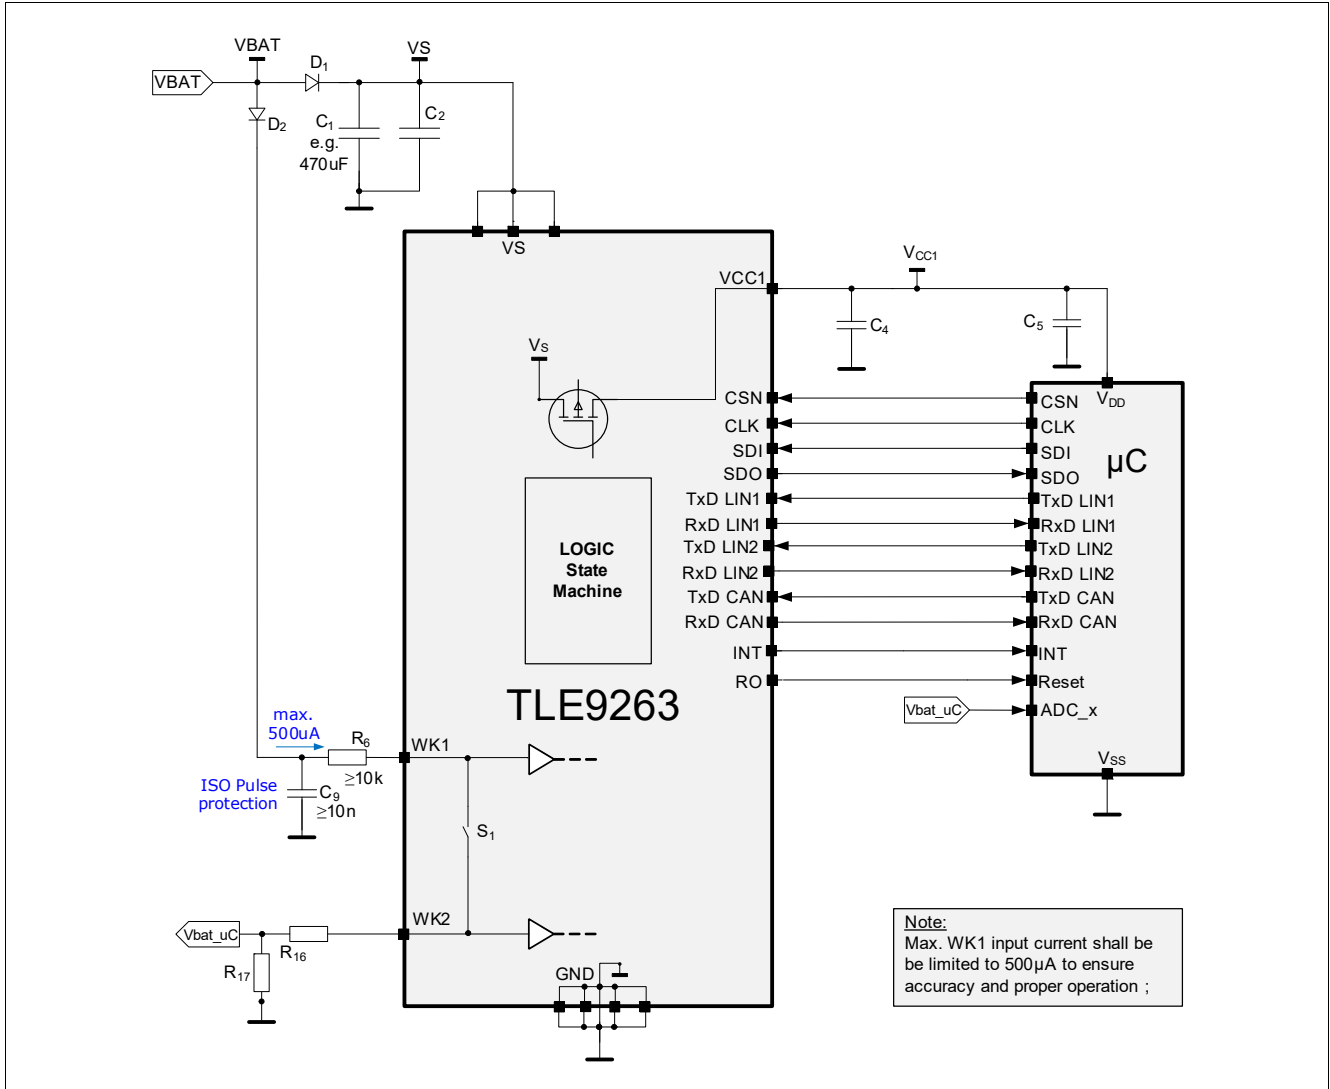 VBAT
VS
VBAT
D1
D2
C1
e.g.
470uF
C2
VS
VCC1
VCC1
C4
C5
VS
CSN
CLK
SDI
SDO
TxD LIN1
RxD LIN1
TxD LIN2
RxD LIN2
TxD CAN
RxD CAN
INT
RO
VDD
CSN
CLK
SDI
SDO
TxD LIN1
RxD LIN1
TxD LIN2
RxD LIN2
TxD CAN
RxD CAN
INT
Reset
ADC_x
VSS
µC
Vbat_uC
LOGIC
State
Machine
TLE9263
max.
500uA
R6
≥10k
WK1
ISO Pulse
protection
C9
≥10n
S1
WK2
Vbat_uC
R16
R17
GND
Note:
Max. WK1 input current shall be
be limited to 500µA to ensure
accuracy and proper operation ;